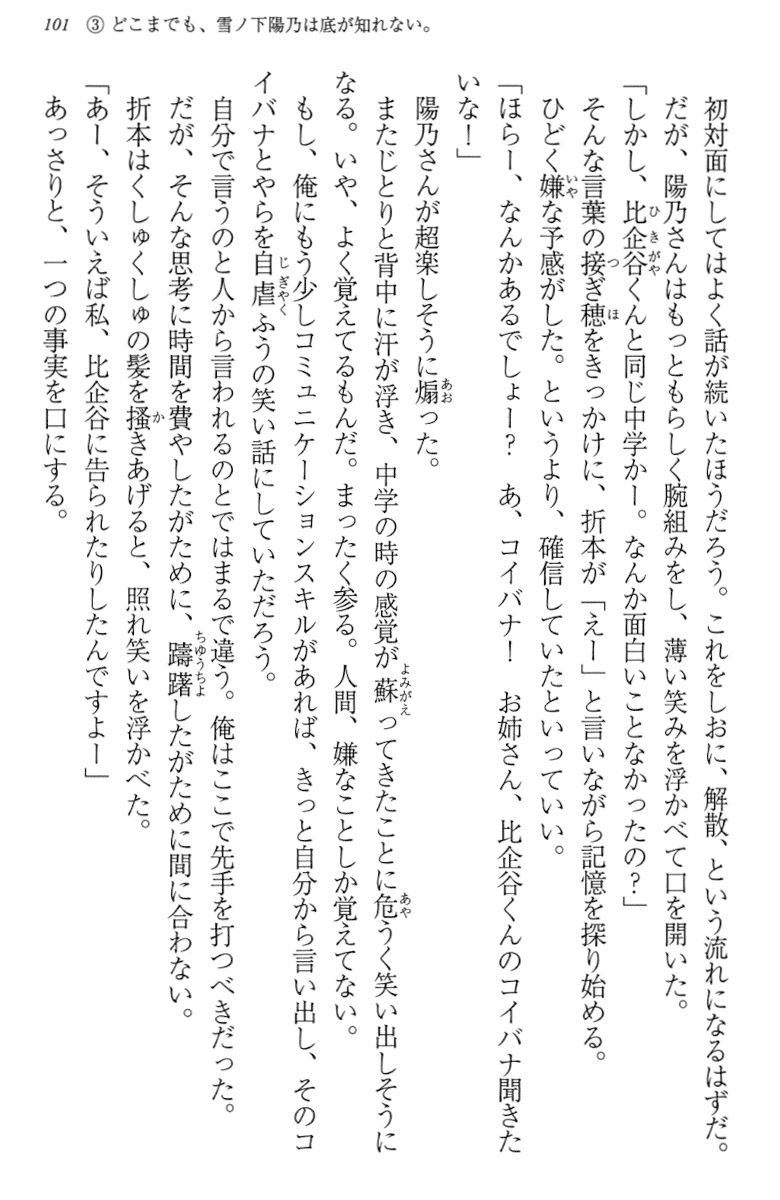 101 ③ どこまでも、雪ノ下陽乃は底が知れない。
初対面にしてはよく話が続いたほうだろう。これをしおに、解散、という流れになるはずだ。
だが、陽乃さんはもっともらしく腕組みをし、薄い笑みを浮かべて口を開いた。
「しかし、比企谷くんと同じ中学かー。なんか面白いことなかったの？」
そんな言葉の接ぎ穂をきっかけに、折本が「えー」と言いながら記憶を探り始める。
ひどく嫌な予感がした。というより、確信していたといっていい。
「ほらー、なんかあるでしょー？　あ、コイバナ！　お姉さん、比企谷くんのコイバナ聞きた
いな！」
陽乃さんが超楽しそうに煽った。
またじとりと背中に汗が浮き、中学の時の感覚が蘇ってきたことに危うく笑い出しそうに
なる。いや、よく覚えてるもんだ。まったく参る。人間、嫌なことしか覚えてない。
もし、俺にもう少しコミュニケーションスキルがあれば、きっと自分から言い出し、そのコ
イバナとやらを自虐ふうの笑い話にしていただろう。
自分で言うのと人から言われるのとではまるで違う。俺はここで先手を打つべきだった。
だが、そんな思考に時間を費やしたがために、躊躇したがために間に合わない。
折本はくしゅくしゅの髪を掻きあげると、照れ笑いを浮かべた。
「あー、そういえば私、比企谷に告られたりしたんですよー」
あっさりと、一つの事実を口にする。